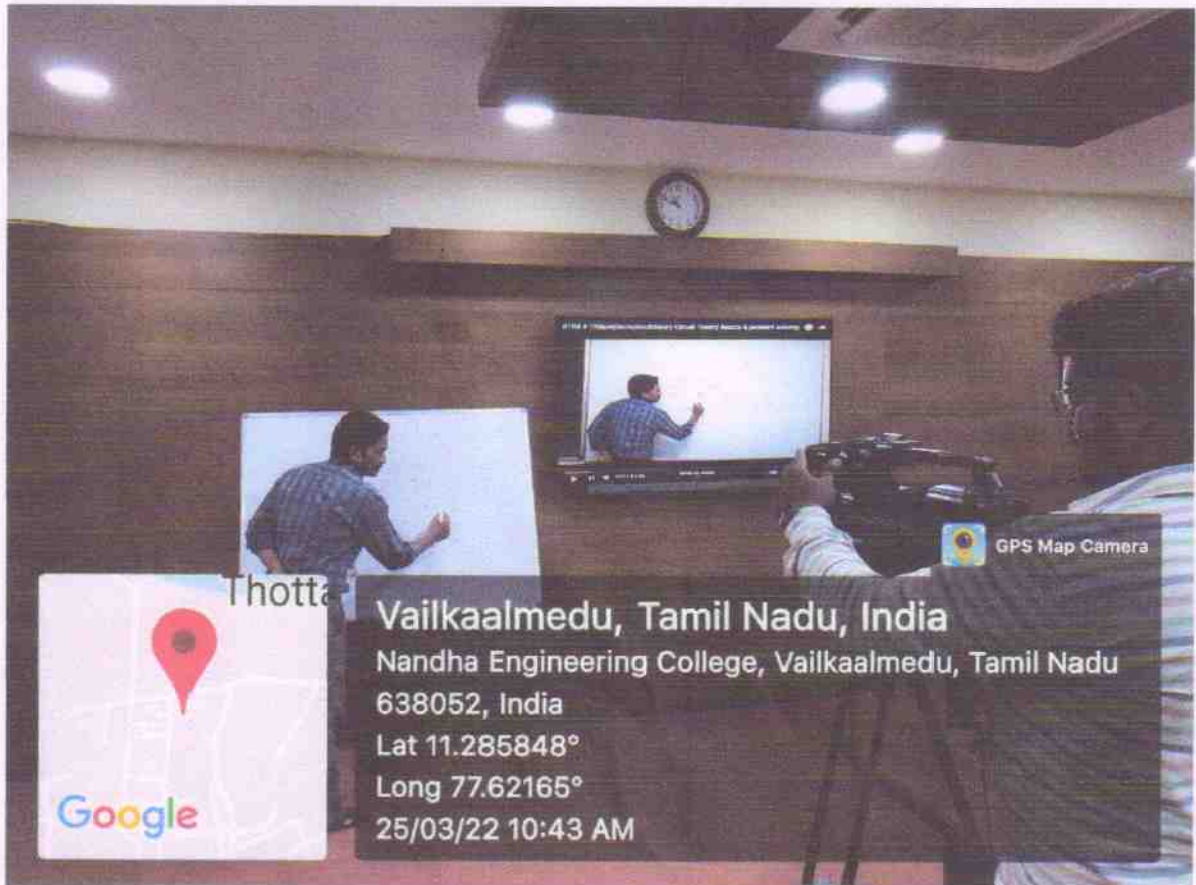 GPS Map Camera
Thotta
Vailkaalmedu, Tamil Nadu, India
Nandha Engineering College, Vailkaalmedu, Tamil Nadu
638052, India
Lat 11.285848°
Long 77.62165°
25/03/22 10:43 AM
Google